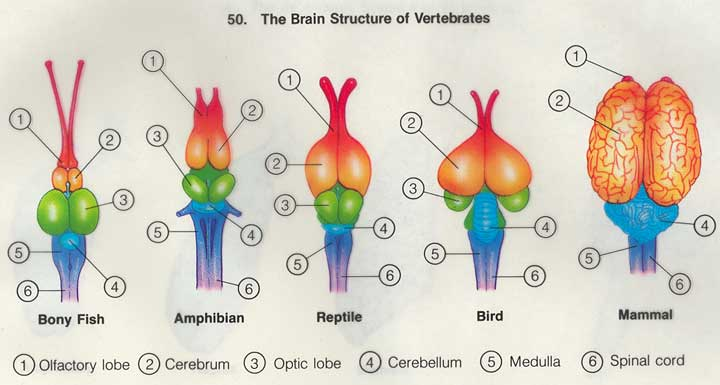 50. The Brain Structure of Vertebrates
1 2 3 4 5 6
1 2 3 4 5 6
1 2 3 4 5 6
1 2 3 4 5 6
1 2 4 5 6
Bony Fish Amphibian Reptile Bird Mammal
1 Olfactory lobe 2 Cerebrum 3 Optic lobe 4 Cerebellum 5 Medulla 6 Spinal cord